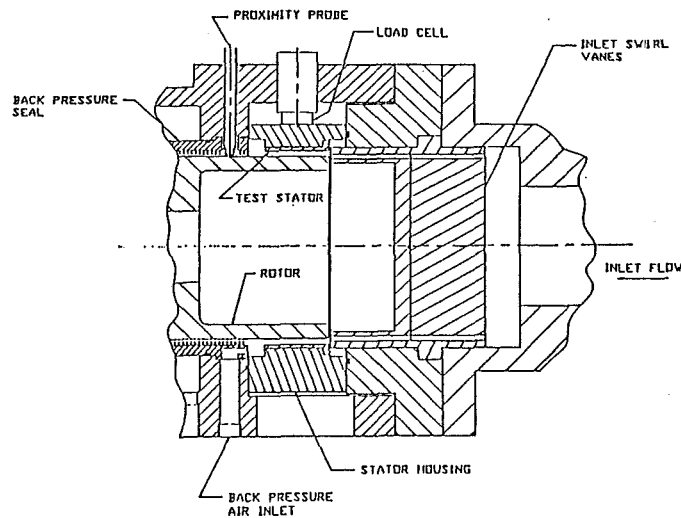 PROXIMITY PROBE
LOAD CELL
INLET SWIRL
VANES
BACK PRESSURE
SEAL
TEST STATOR
ROTOR
INLET FLOW
STATOR HOUSING
BACK PRESSURE
AIR INLET